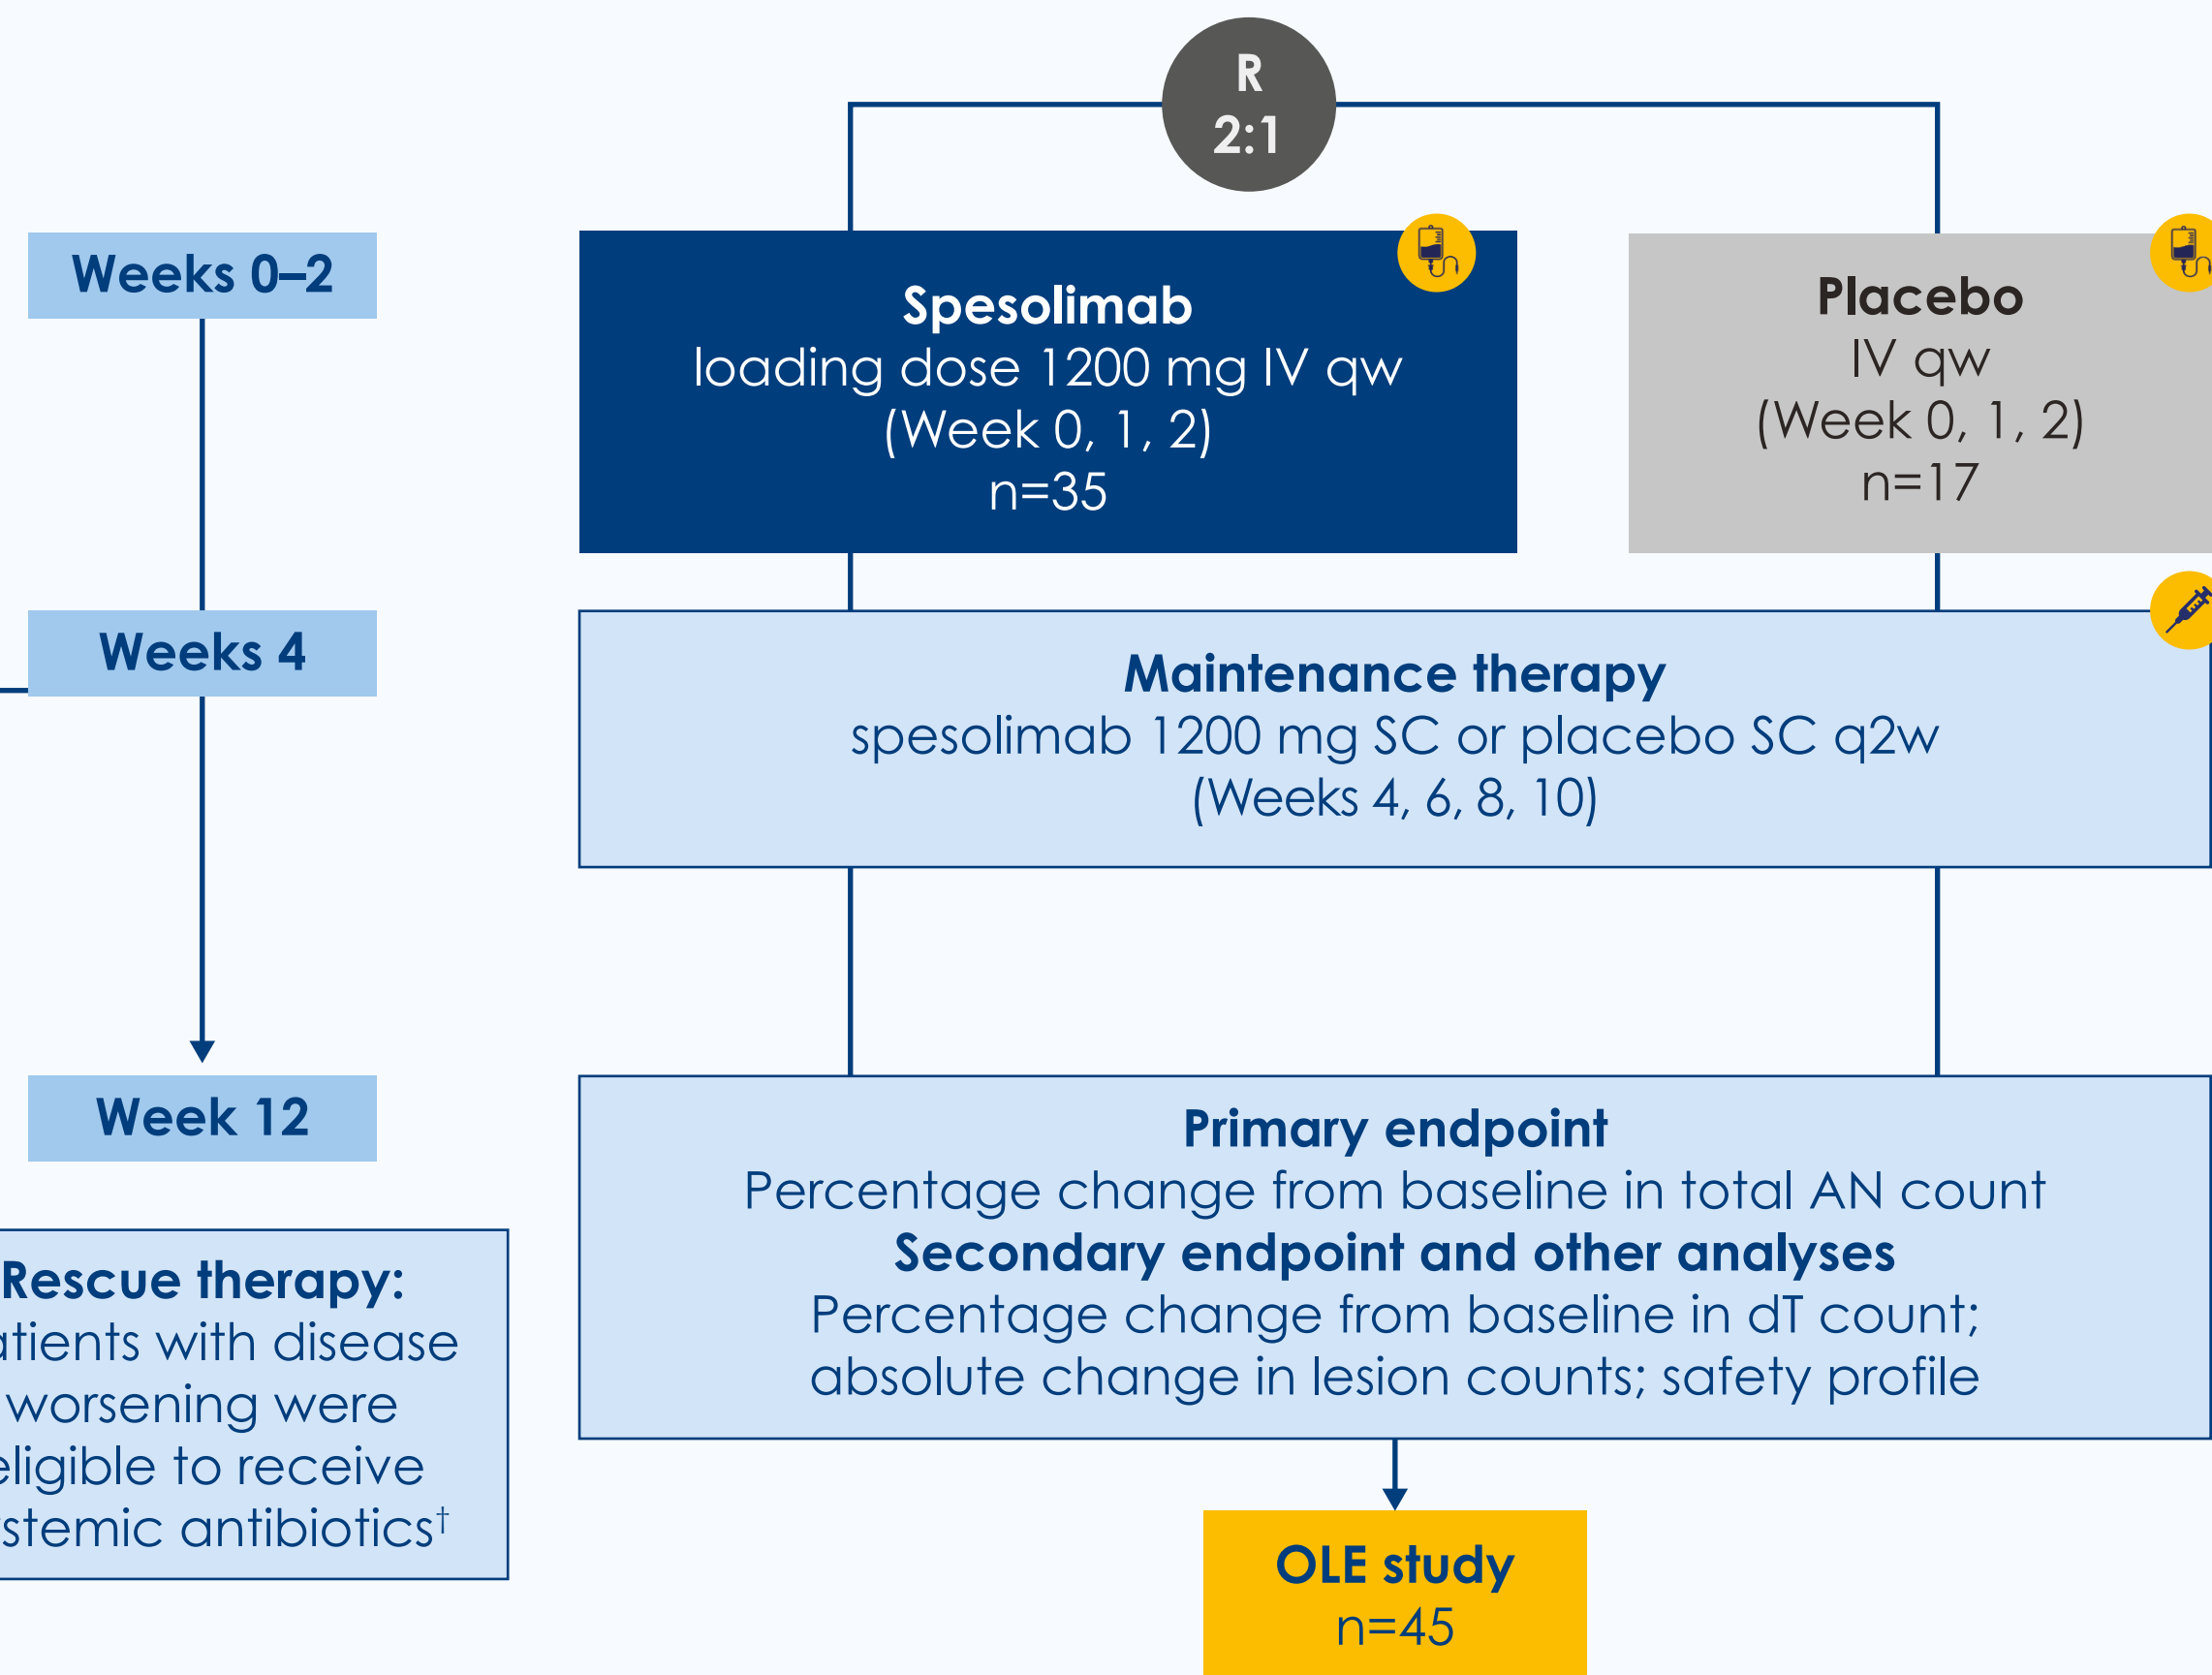 R
2:1
Weeks 0–2
Spesolimab
loading dose 1200 mg IV qw
(Week 0, 1, 2)
n=35
Placebo
IV qw
(Week 0, 1, 2)
n=17
Weeks 4
Maintenance therapy
spesolimab 1200 mg SC or placebo SC q2w
(Weeks 4, 6, 8, 10)
Week 12
Primary endpoint
Percentage change from baseline in total AN count
Secondary endpoint and other analyses
Percentage change from baseline in dT count;
absolute change in lesion counts; safety profile
Rescue therapy:
with disease
worsening were
to receive
antibiotics†
OLE study
n=45